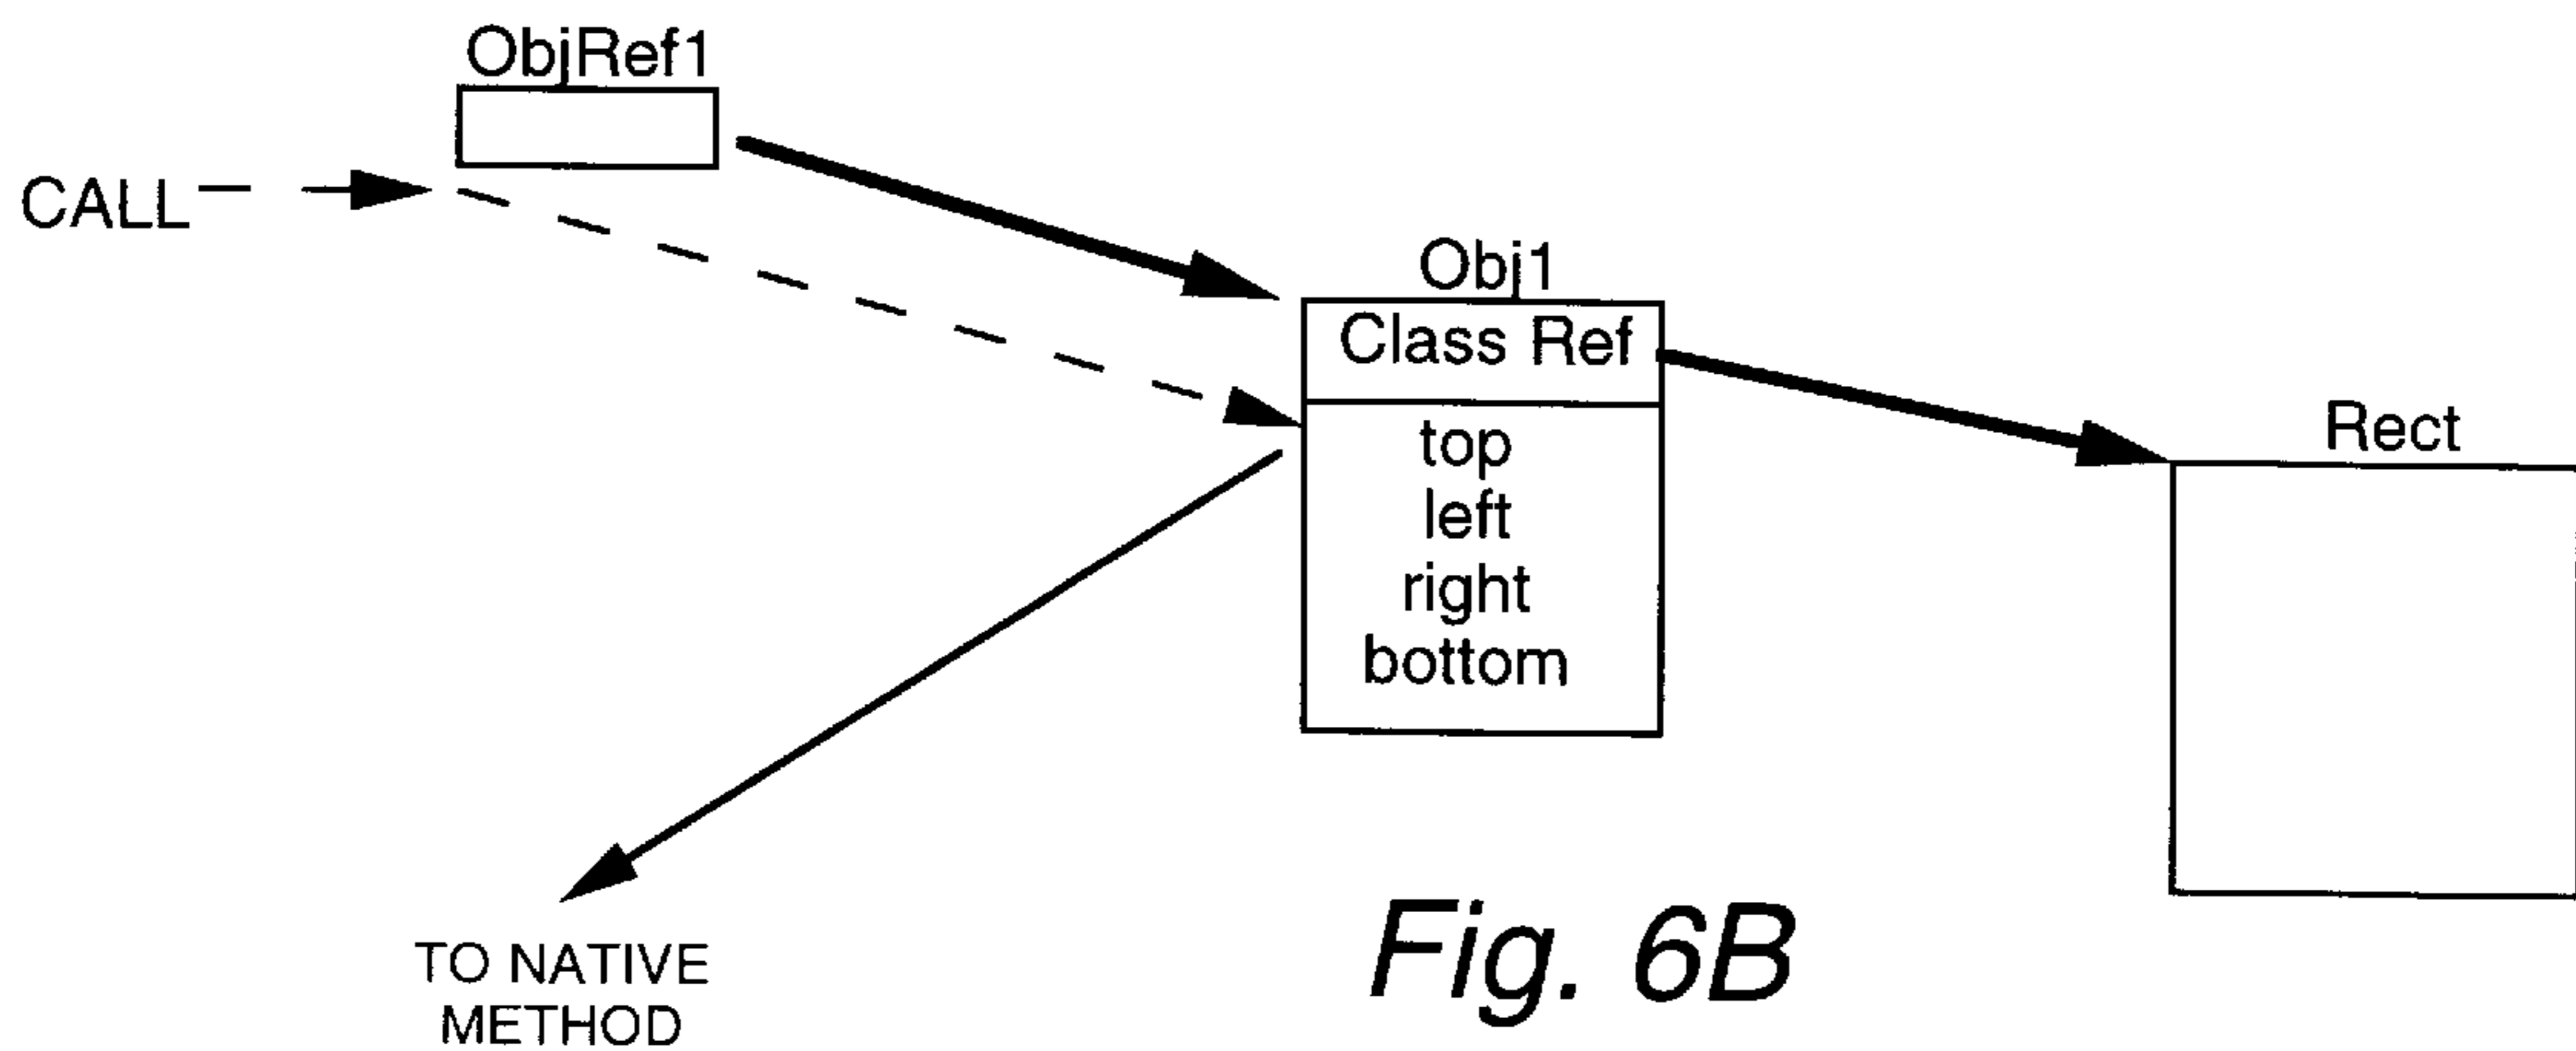 ObjRef1
CALL
Obj1
Class Ref
top
left
right
bottom
Rect
TO NATIVE
METHOD
Fig. 6B